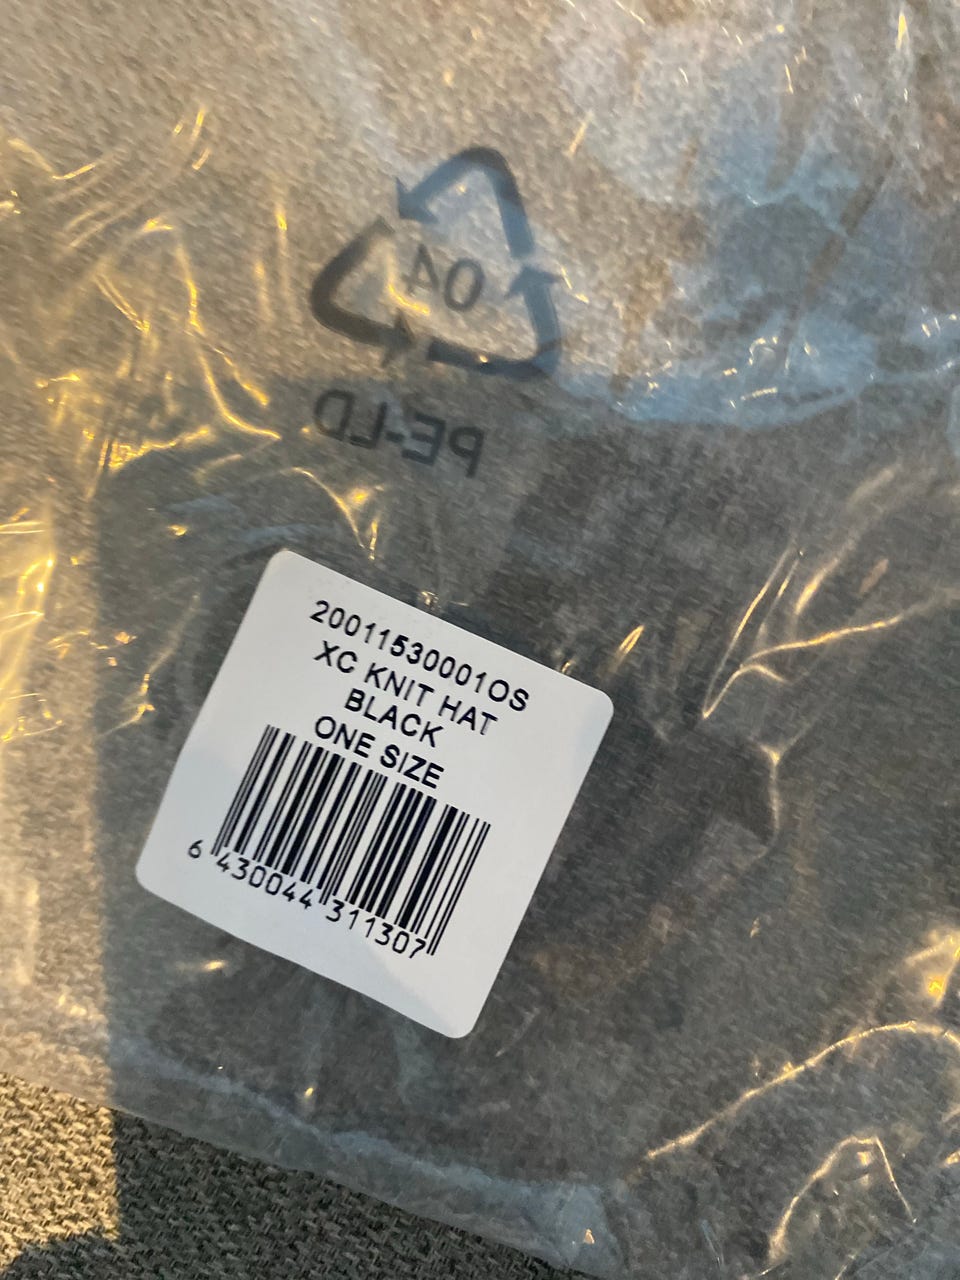 04
PE-LD
20011530001OS
XC KNIT HAT
BLACK
ONE SIZE
6 430044 311307